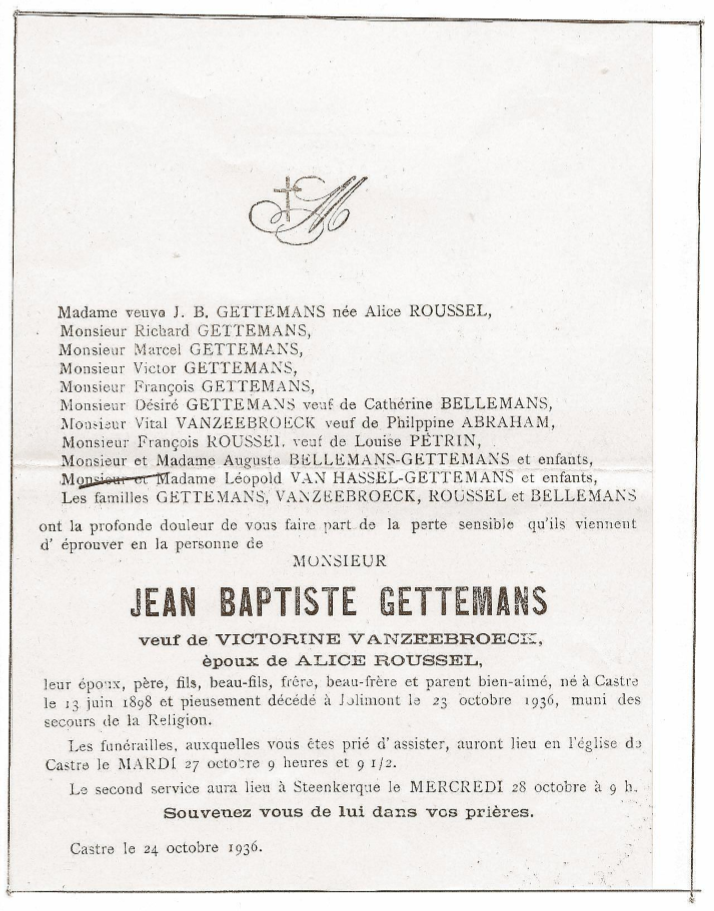 M
Madame veuve J. B. GETTEMANS née Alice ROUSSEL,
Monsieur Richard GETTEMANS,
Monsieur Marcel GETTEMANS,
Monsieur Victor GETTEMANS,
Monsieur François GETTEMANS,
Monsieur Désiré GETTEMANS veuf de Cathérine BELLEMANS,
Monsieur Vital VANZEEBROECK veuf de Philppine ABRAHAM,
Monsieur François ROUSSEL veuf de Louise PÉTRIN,
Monsieur et Madame Auguste BELLEMANS-GETTEMANS et enfants,
Monsieur et Madame Léopold VAN HASSEL-GETTEMANS et enfants,
Les familles GETTEMANS, VANZEEBROECK, ROUSSEL et BELLEMANS
ont la profonde douleur de vous faire part de la perte sensible qu'ils viennent
d' éprouver en la personne de
MONSIEUR
JEAN BAPTISTE GETTEMANS
veuf de VICTORINE VANZEEBROECK,
èpoux de ALICE ROUSSEL,
leur époux, père, fils, beau-fils, frère, beau-frère et parent bien-aimé, né à Castre
le 13 juin 1898 et pieusement décédé à Jolimont le 23 octobre 1936, muni des
secours de la Religion.
Les funérailles, auxquelles vous êtes prié d' assister, auront lieu en l'église de
Castre le MARDI 27 octobre 9 heures et 9 1/2.
Le second service aura lieu à Steenkerque le MERCREDI 28 octobre à 9 h.
Souvenez vous de lui dans vos prières.
Castre le 24 octobre 1936.